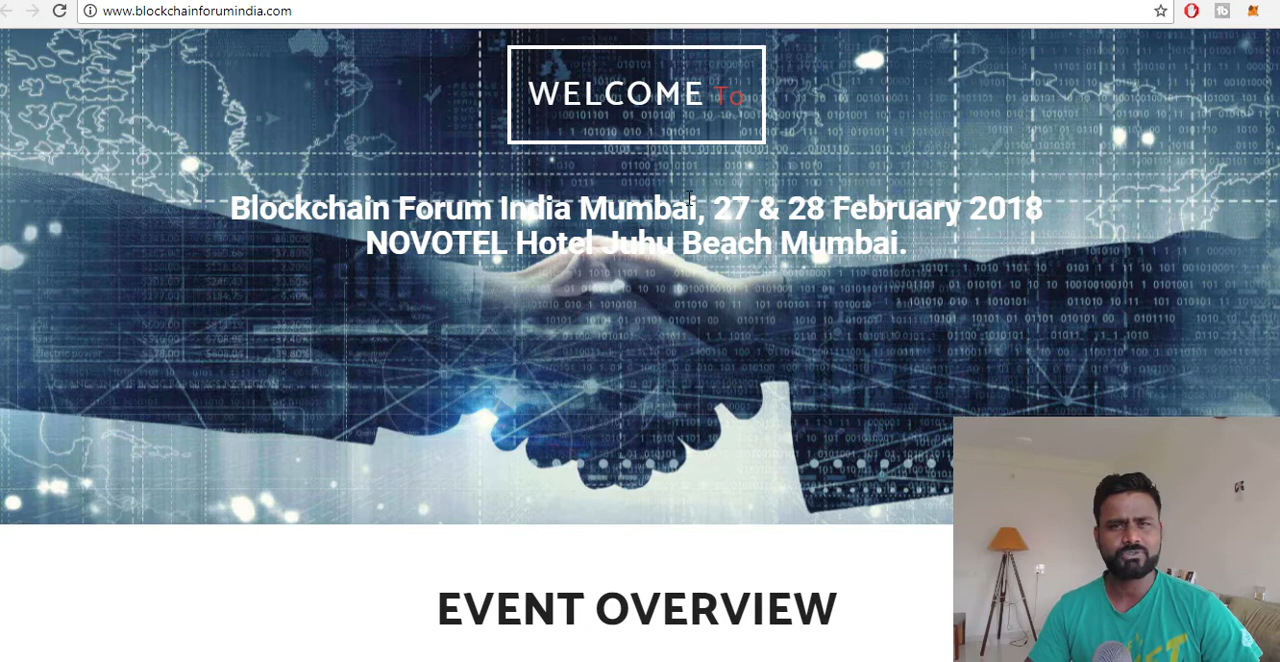 www.blockchainforumindia.com
WELCOME To
Blockchain Forum India Mumbai, 27 & 28 February 2018
NOVOTEL Hotel Juhu Beach Mumbai.
EVENT OVERVIEW